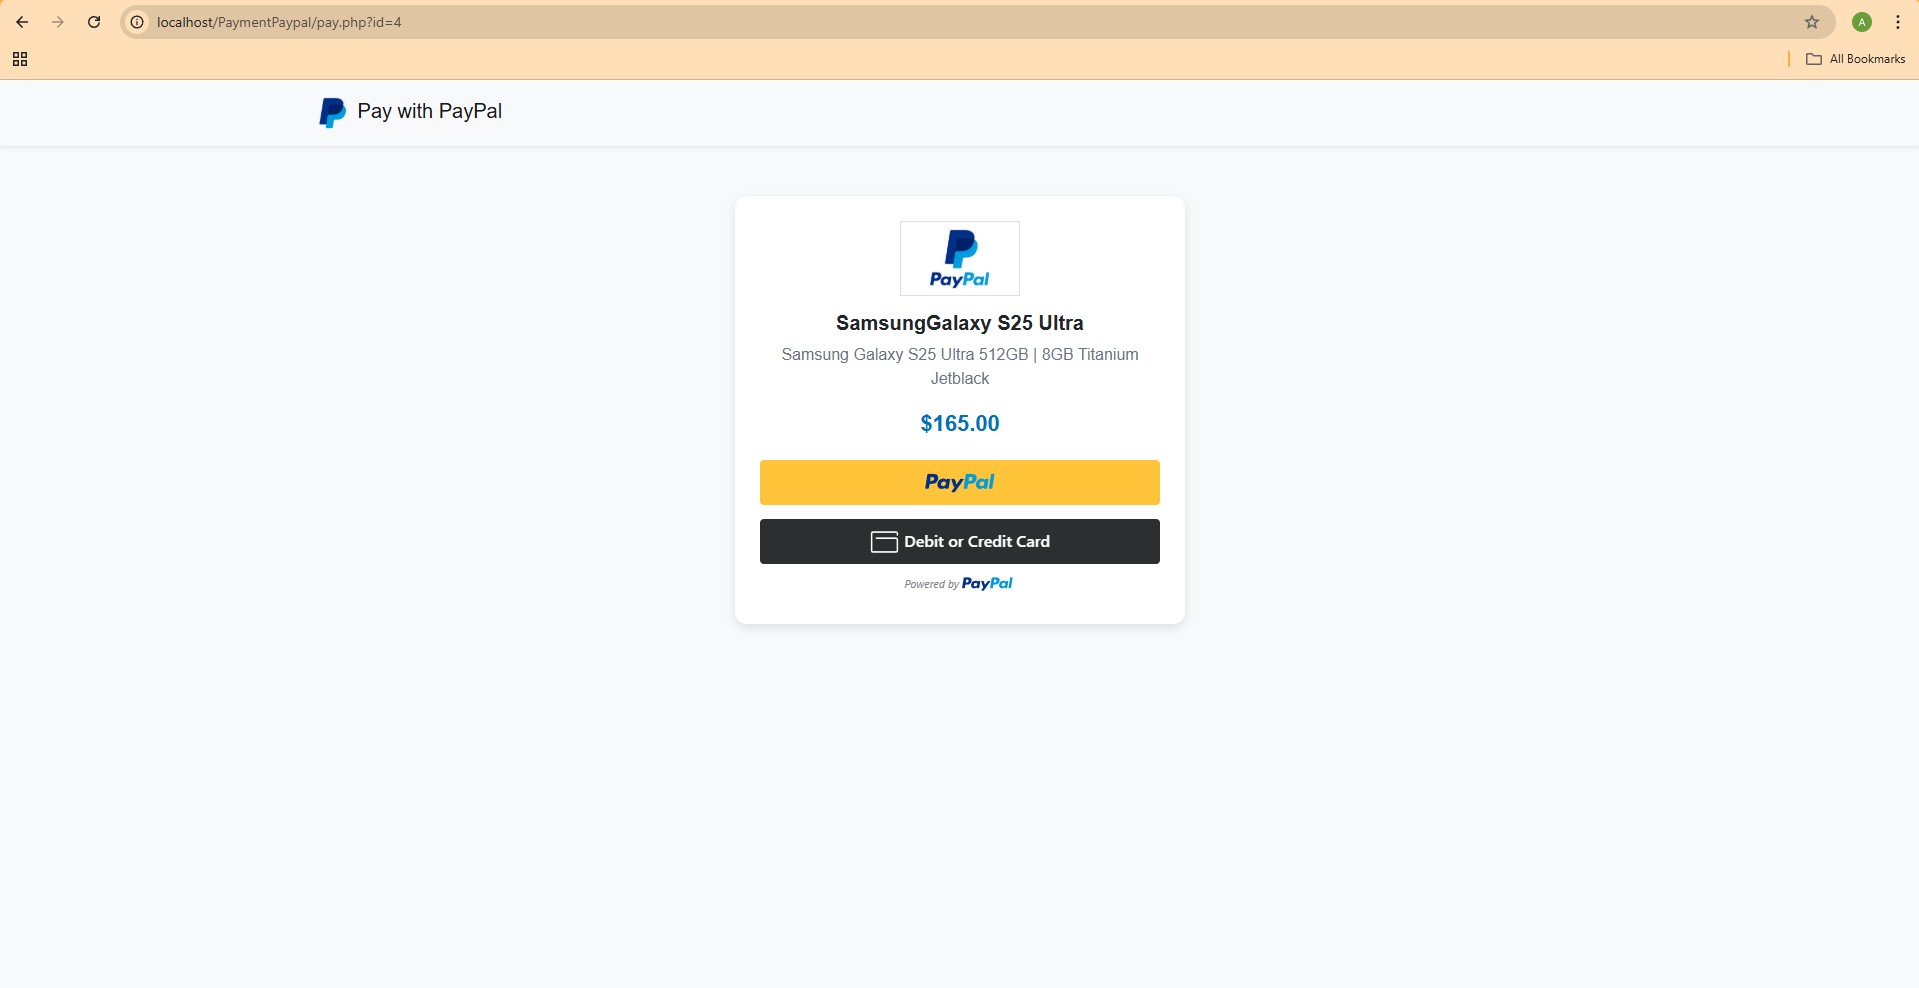 localhost/PaymentPaypal/pay.php?id=4
A
All Bookmarks
Pay with PayPal
PayPal
SamsungGalaxy S25 Ultra
Samsung Galaxy S25 Ultra 512GB | 8GB Titanium
Jetblack
$165.00
PayPal
Debit or Credit Card
Powered by PayPal